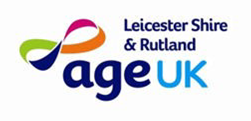 Leicester Shire
& Rutland
age UK